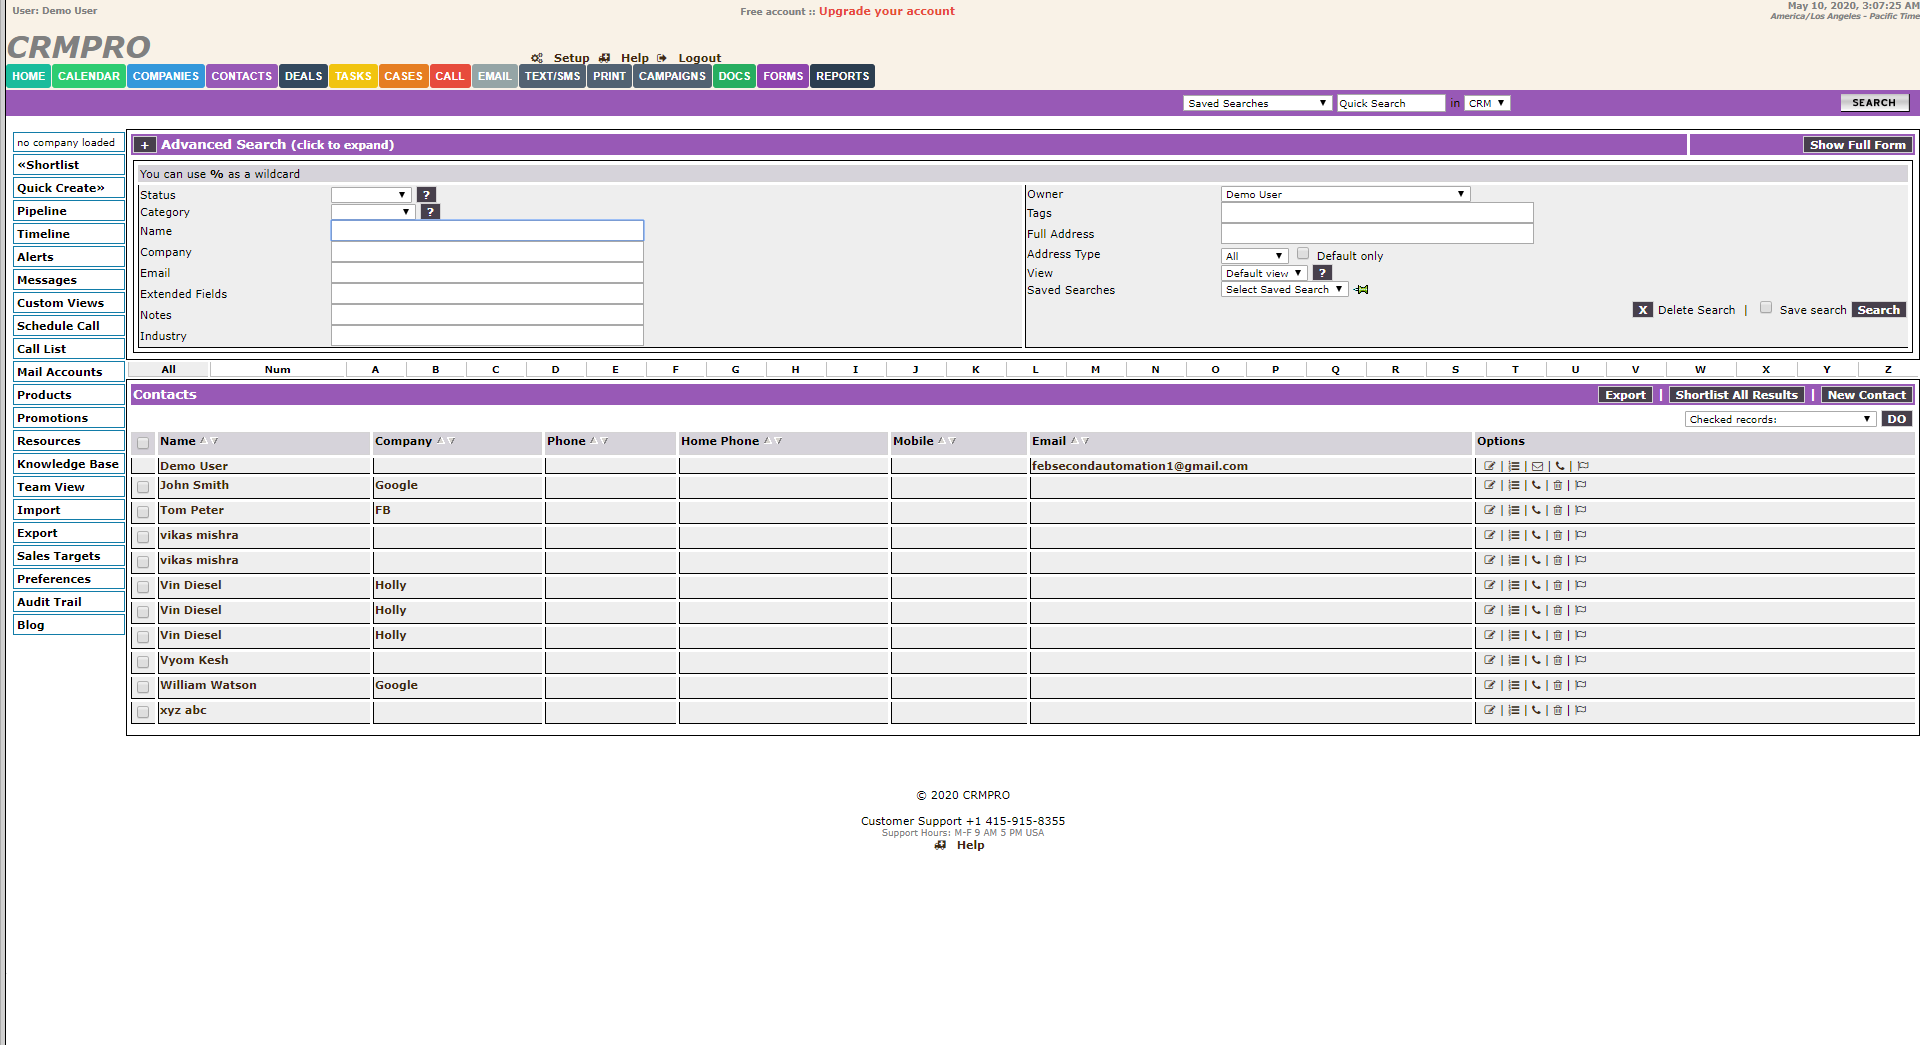 User: Demo User
Free account :: Upgrade your account
May 10, 2020, 3:07:25 AM
America/Los Angeles - Pacific Time
CRMPRO
Setup Help Logout
HOME CALENDAR COMPANIES CONTACTS DEALS TASKS CASES CALL EMAIL TEXT/SMS PRINT CAMPAIGNS DOCS FORMS REPORTS
Saved Searches Quick Search in CRM SEARCH
no company loaded
«Shortlist
Quick Create»
Pipeline
Timeline
Alerts
Messages
Custom Views
Schedule Call
Call List
Mail Accounts
Products
Promotions
Resources
Knowledge Base
Team View
Import
Export
Sales Targets
Preferences
Audit Trail
Blog
+ Advanced Search (click to expand) Show Full Form
You can use % as a wildcard
Status ?
Category ?
Name
Company
Email
Extended Fields
Notes
Industry
Owner Demo User
Tags
Full Address
Address Type All Default only
View Default view ?
Saved Searches Select Saved Search
X Delete Search | Save search Search
All Num A B C D E F G H I J K L M N O P Q R S T U V W X Y Z
Contacts Export | Shortlist All Results | New Contact
Checked records: DO
Name Company Phone Home Phone Mobile Email Options
Demo User febsecondautomation1@gmail.com | | | |
John Smith Google | | | |
Tom Peter FB | | | |
vikas mishra | | | |
vikas mishra | | | |
Vin Diesel Holly | | | |
Vin Diesel Holly | | | |
Vin Diesel Holly | | | |
Vyom Kesh | | | |
William Watson Google | | | |
xyz abc | | | |
© 2020 CRMPRO
Customer Support +1 415-915-8355
Support Hours: M-F 9 AM 5 PM USA
Help